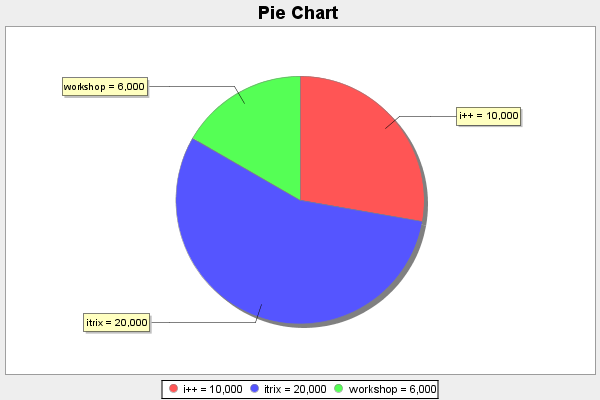 Pie Chart
workshop = 6,000
i++ = 10,000
itrix = 20,000
i++ = 10,000 itrix = 20,000 workshop = 6,000